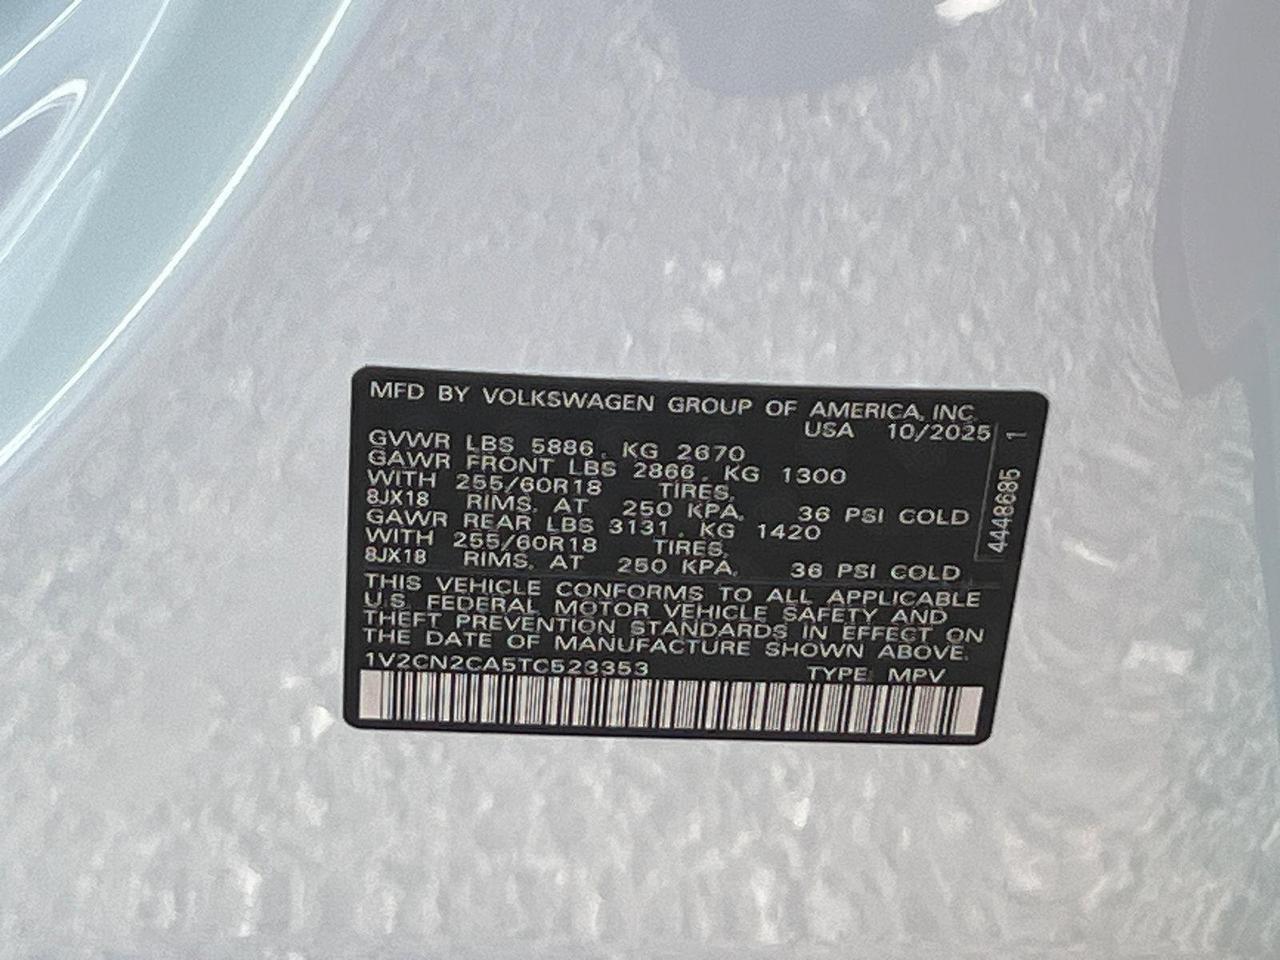 MFD BY VOLKSWAGEN GROUP OF AMERICA, INC.
USA 10/2025
GVWR LBS 5886, KG 2670
GAWR FRONT LBS 2866, KG 1300
WITH 255/60R18 TIRES,
8JX18 RIMS, AT 250 KPA, 36 PSI COLD
GAWR REAR LBS 3131, KG 1420
WITH 255/60R18 TIRES,
8JX18 RIMS, AT 250 KPA, 36 PSI COLD
THIS VEHICLE CONFORMS TO ALL APPLICABLE
U.S. FEDERAL MOTOR VEHICLE SAFETY AND
THEFT PREVENTION STANDARDS IN EFFECT ON
THE DATE OF MANUFACTURE SHOWN ABOVE.
1V2CN2CA5TC523353 TYPE: MPV
4448685 1